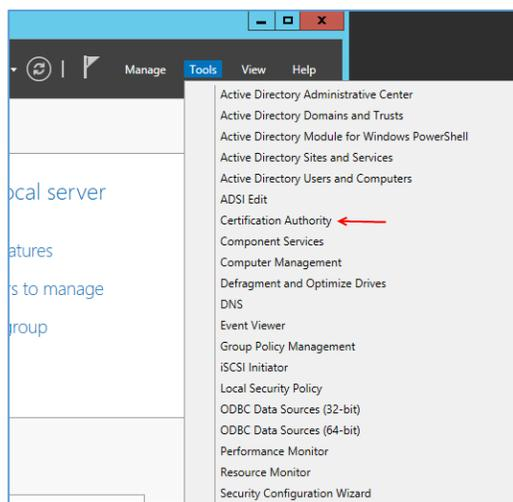 Manage Tools View Help
Active Directory Administrative Center
Active Directory Domains and Trusts
Active Directory Module for Windows PowerShell
Active Directory Sites and Services
Active Directory Users and Computers
ADSI Edit
Certification Authority
Component Services
Computer Management
Defragment and Optimize Drives
DNS
Event Viewer
Group Policy Management
iSCSI Initiator
Local Security Policy
ODBC Data Sources (32-bit)
ODBC Data Sources (64-bit)
Performance Monitor
Resource Monitor
Security Configuration Wizard
ocal server
atures
rs to manage
group